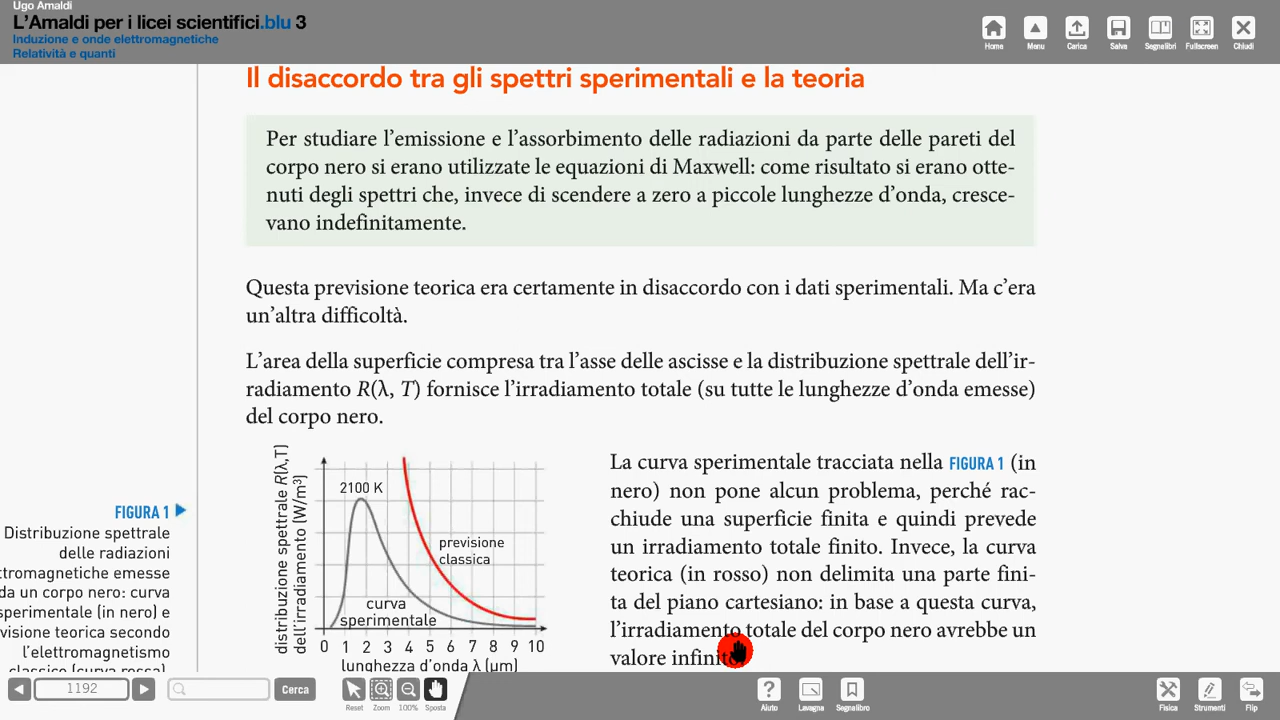 Ugo Amaldi
L'Amaldi per i licei scientifici.blu 3
Induzione e onde elettromagnetiche
Relatività e quanti
Home
Menu
Carica
Salva
Segnalibri
Fullscreen
Chiudi
Il disaccordo tra gli spettri sperimentali e la teoria
Per studiare l'emissione e l'assorbimento delle radiazioni da parte delle pareti del
corpo nero si erano utilizzate le equazioni di Maxwell: come risultato si erano otte-
nuti degli spettri che, invece di scendere a zero a piccole lunghezze d'onda, cresce-
vano indefinitamente.
Questa previsione teorica era certamente in disaccordo con i dati sperimentali. Ma c'era
un'altra difficoltà.
L'area della superficie compresa tra l'asse delle ascisse e la distribuzione spettrale dell'ir-
radiamento R(λ, T) fornisce l'irradiamento totale (su tutte le lunghezze d'onda emesse)
del corpo nero.
FIGURA 1
Distribuzione spettrale
delle radiazioni
ttromagnetiche emesse
da un corpo nero: curva
sperimentale (in nero) e
visione teorica secondo
l'elettromagnetismo
classico (curva rossa).
distribuzione spettrale R(λ,T)
dell'irradiamento (W/m³)
2100 K
previsione
classica
curva
sperimentale
0 1 2 3 4 5 6 7 8 9 10
lunghezza d'onda λ (μm)
La curva sperimentale tracciata nella FIGURA 1 (in
nero) non pone alcun problema, perché rac-
chiude una superficie finita e quindi prevede
un irradiamento totale finito. Invece, la curva
teorica (in rosso) non delimita una parte fini-
ta del piano cartesiano: in base a questa curva,
l'irradiamento totale del corpo nero avrebbe un
valore infinito.
1192
Cerca
Reset
Zoom
100%
Sposta
Aiuto
Lavagna
Segnalibro
Fisica
Strumenti
Flip